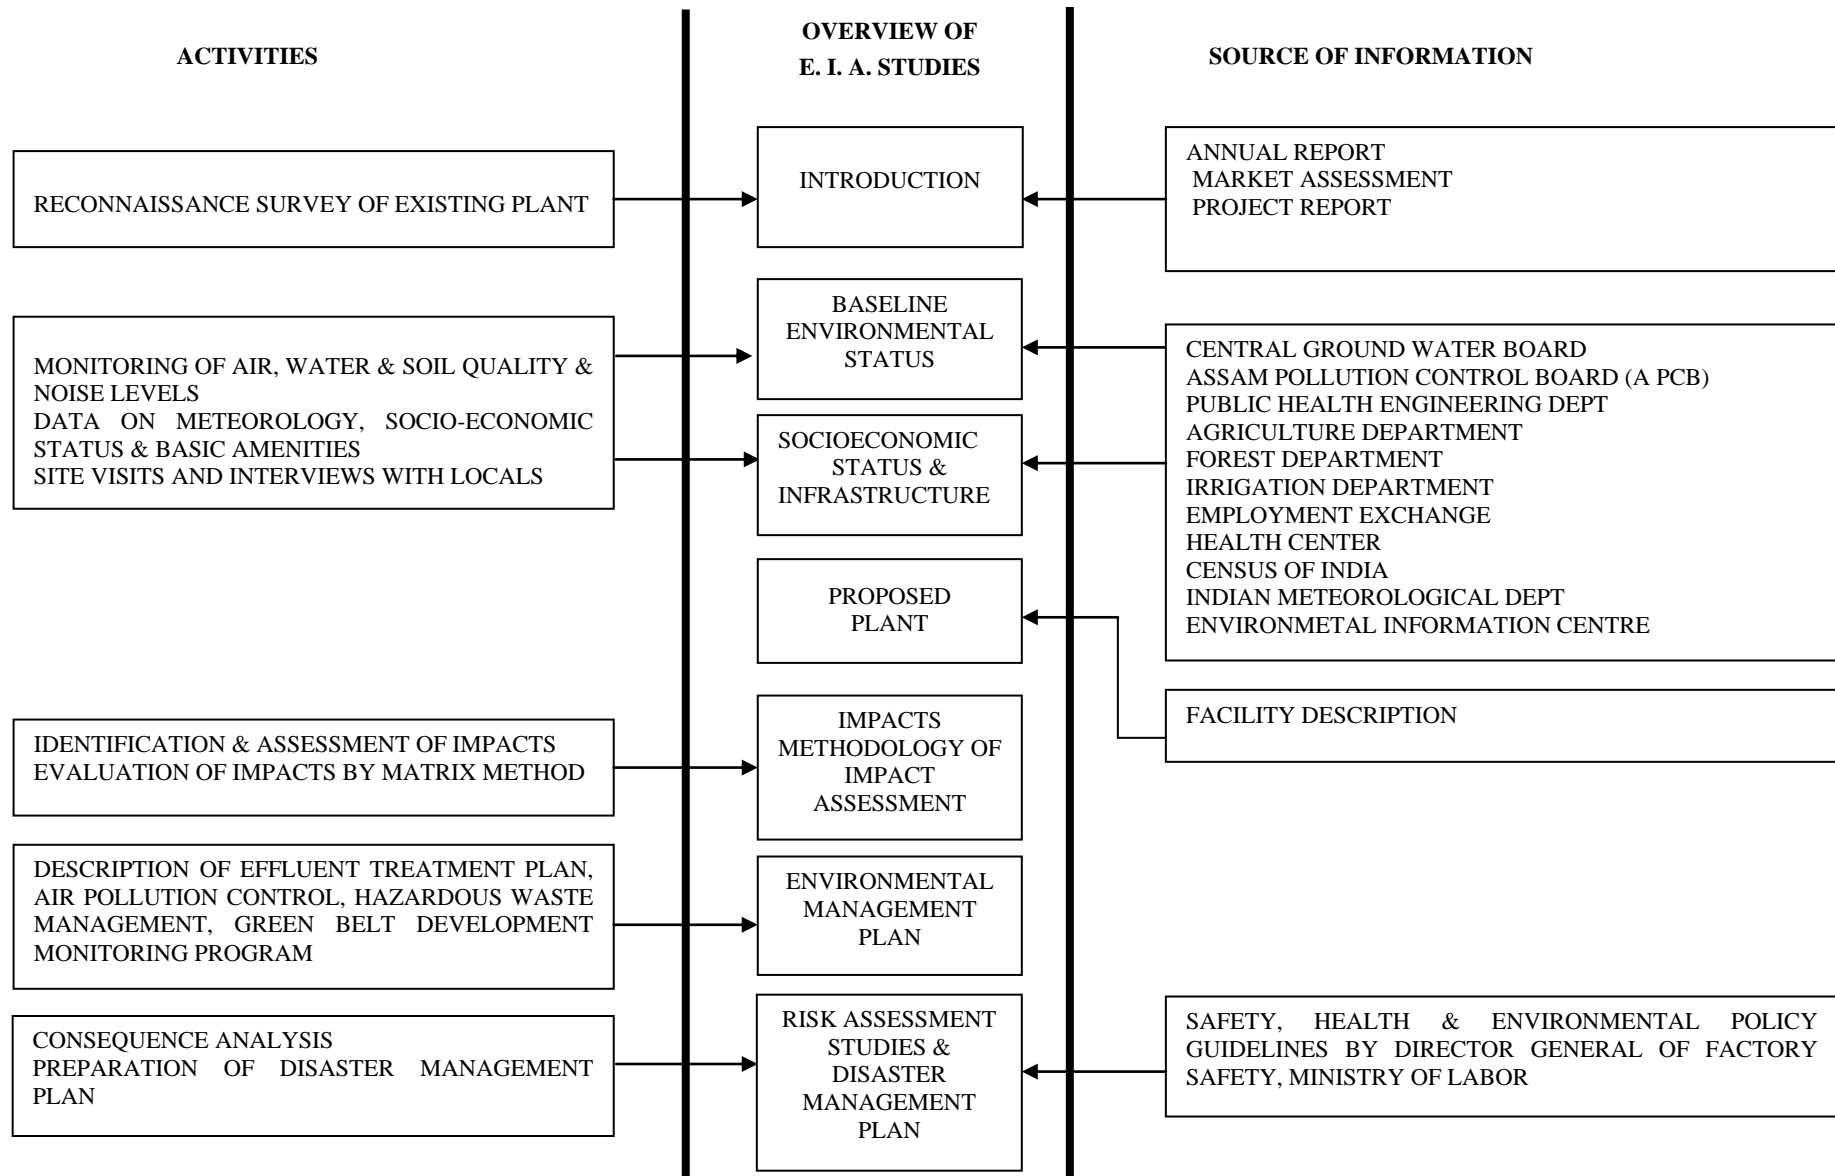 ACTIVITIES
OVERVIEW OF
E. I. A. STUDIES
SOURCE OF INFORMATION
RECONNAISSANCE SURVEY OF EXISTING PLANT
INTRODUCTION
ANNUAL REPORT
MARKET ASSESSMENT
PROJECT REPORT
MONITORING OF AIR, WATER & SOIL QUALITY &
NOISE LEVELS
DATA ON METEOROLOGY, SOCIO-ECONOMIC
STATUS & BASIC AMENITIES
SITE VISITS AND INTERVIEWS WITH LOCALS
BASELINE
ENVIRONMENTAL
STATUS
SOCIOECONOMIC
STATUS &
INFRASTRUCTURE
CENTRAL GROUND WATER BOARD
ASSAM POLLUTION CONTROL BOARD (A PCB)
PUBLIC HEALTH ENGINEERING DEPT
AGRICULTURE DEPARTMENT
FOREST DEPARTMENT
IRRIGATION DEPARTMENT
EMPLOYMENT EXCHANGE
HEALTH CENTER
CENSUS OF INDIA
INDIAN METEOROLOGICAL DEPT
ENVIRONMETAL INFORMATION CENTRE
PROPOSED
PLANT
FACILITY DESCRIPTION
IDENTIFICATION & ASSESSMENT OF IMPACTS
EVALUATION OF IMPACTS BY MATRIX METHOD
IMPACTS
METHODOLOGY OF
IMPACT
ASSESSMENT
DESCRIPTION OF EFFLUENT TREATMENT PLAN,
AIR POLLUTION CONTROL, HAZARDOUS WASTE
MANAGEMENT, GREEN BELT DEVELOPMENT
MONITORING PROGRAM
ENVIRONMENTAL
MANAGEMENT
PLAN
CONSEQUENCE ANALYSIS
PREPARATION OF DISASTER MANAGEMENT
PLAN
RISK ASSESSMENT
STUDIES &
DISASTER
MANAGEMENT
PLAN
SAFETY, HEALTH & ENVIRONMENTAL POLICY
GUIDELINES BY DIRECTOR GENERAL OF FACTORY
SAFETY, MINISTRY OF LABOR